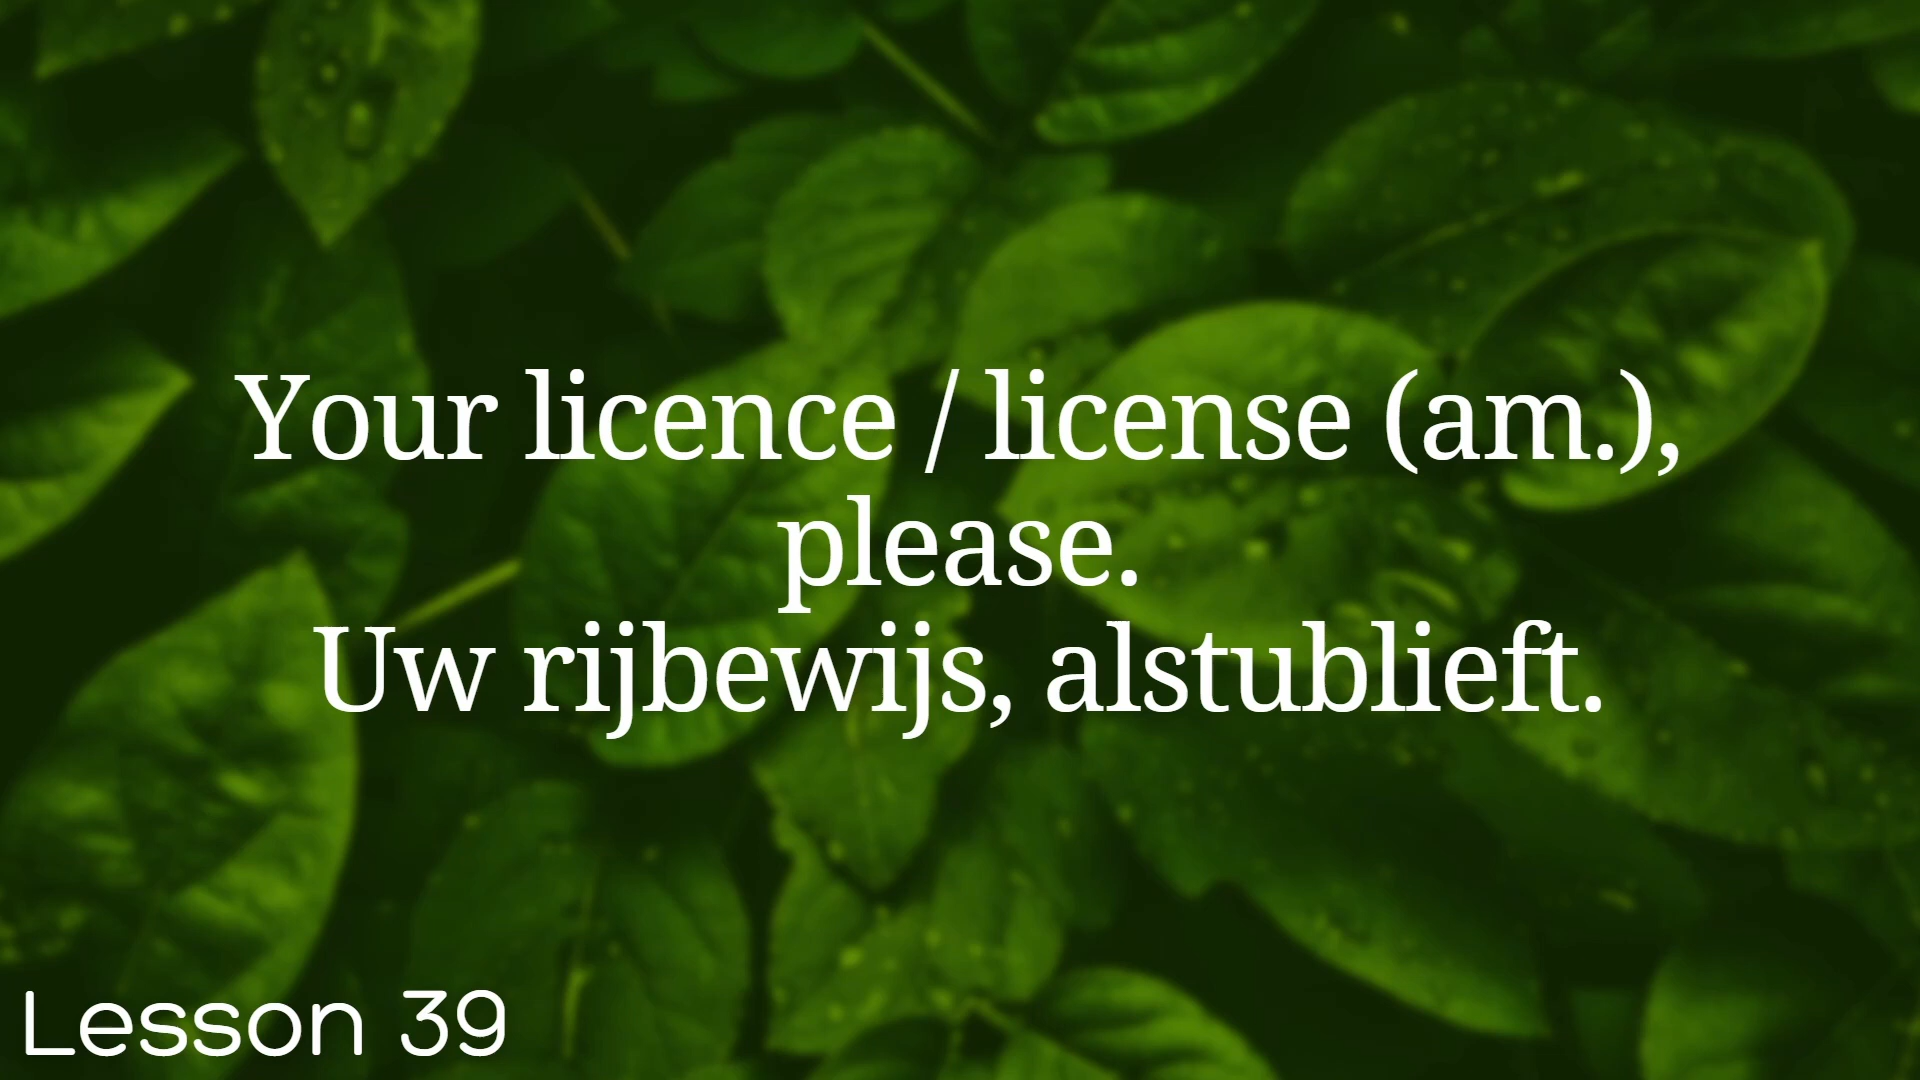 Your licence / license (am.),
please.
Uw rijbewijs, alstublieft.
Lesson 39